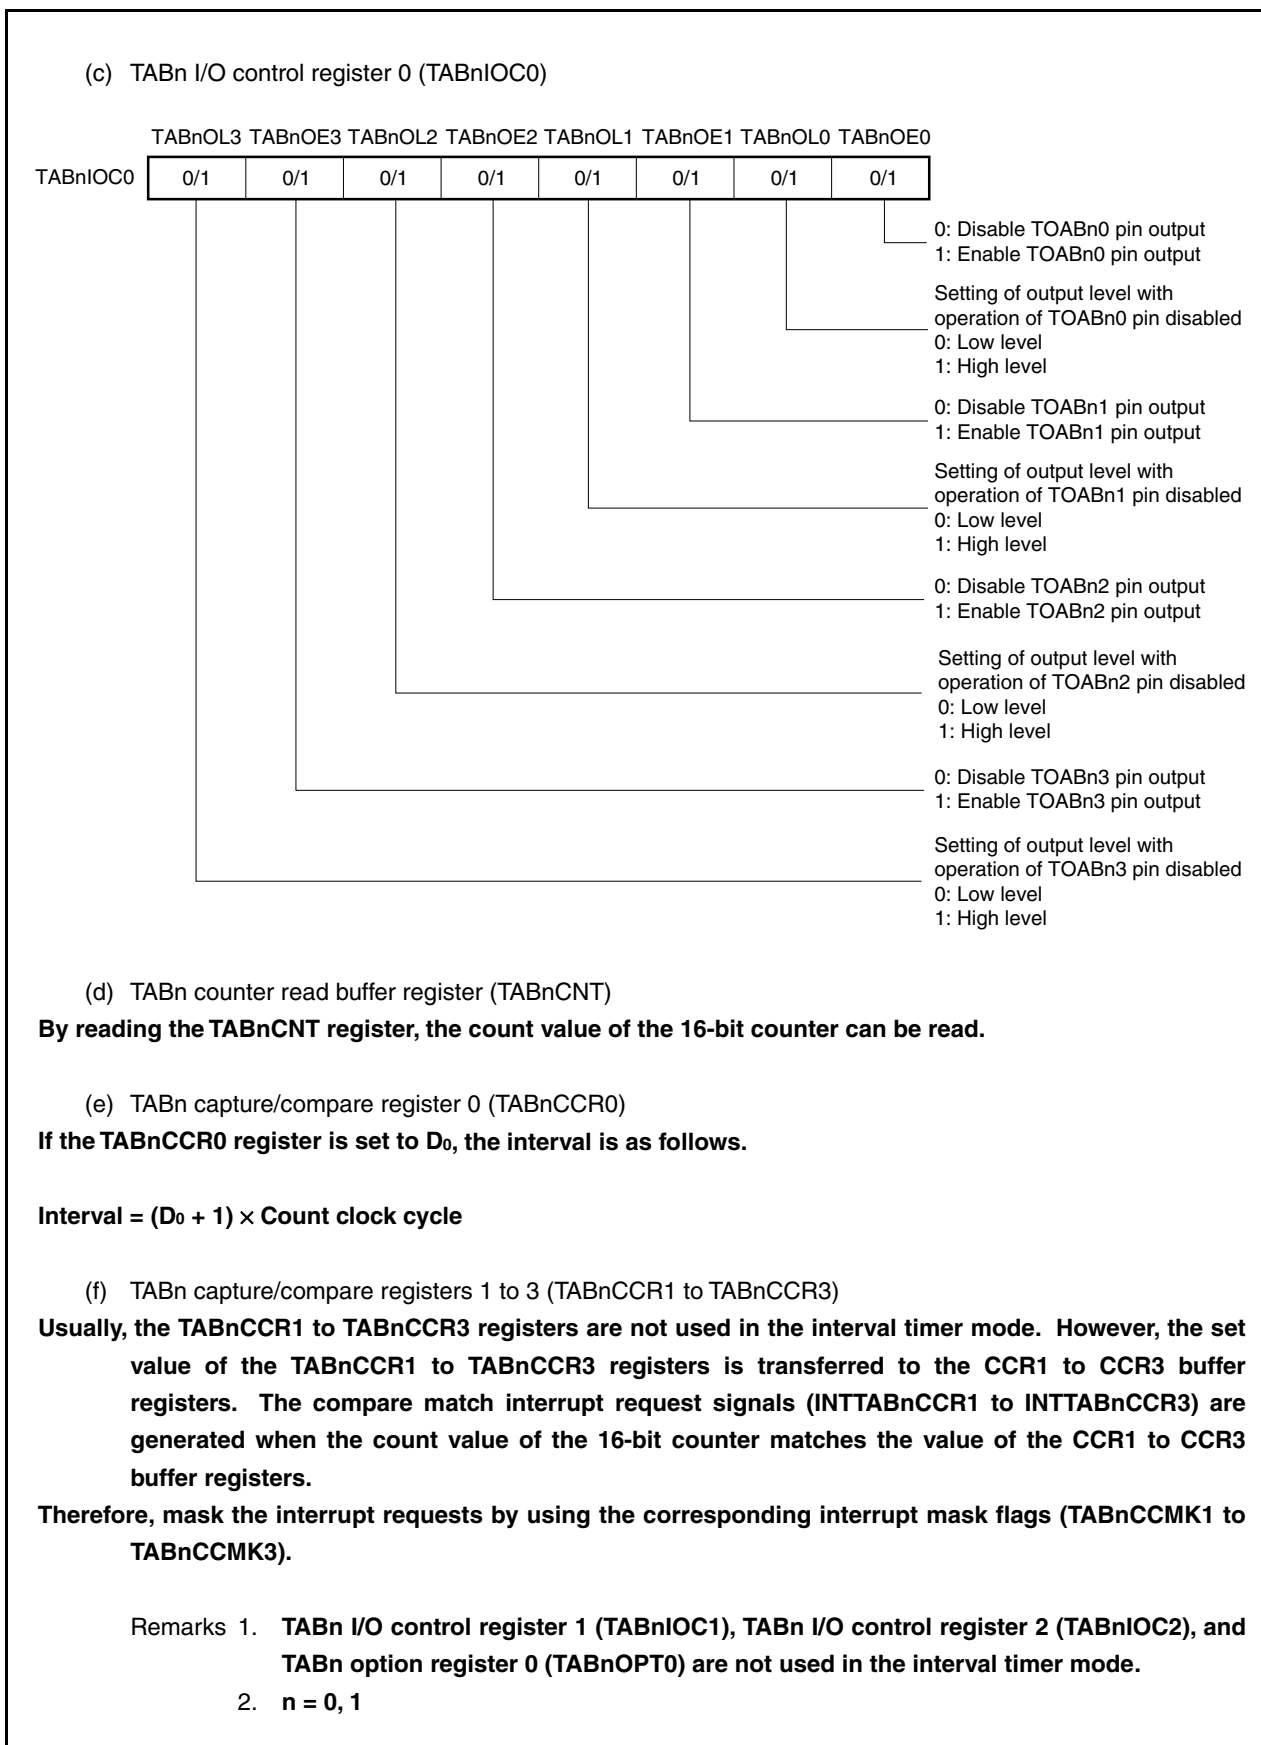 (c) TABn I/O control register 0 (TABnIOC0)
TABnOL3 TABnOE3 TABnOL2 TABnOE2 TABnOL1 TABnOE1 TABnOL0 TABnOE0
TABnIOC0 0/1 0/1 0/1 0/1 0/1 0/1 0/1 0/1
0: Disable TOABn0 pin output
1: Enable TOABn0 pin output
Setting of output level with
operation of TOABn0 pin disabled
0: Low level
1: High level
0: Disable TOABn1 pin output
1: Enable TOABn1 pin output
Setting of output level with
operation of TOABn1 pin disabled
0: Low level
1: High level
0: Disable TOABn2 pin output
1: Enable TOABn2 pin output
Setting of output level with
operation of TOABn2 pin disabled
0: Low level
1: High level
0: Disable TOABn3 pin output
1: Enable TOABn3 pin output
Setting of output level with
operation of TOABn3 pin disabled
0: Low level
1: High level
(d) TABn counter read buffer register (TABnCNT)
By reading the TABnCNT register, the count value of the 16-bit counter can be read.
(e) TABn capture/compare register 0 (TABnCCR0)
If the TABnCCR0 register is set to D₀, the interval is as follows.
Interval = (D₀ + 1) × Count clock cycle
(f) TABn capture/compare registers 1 to 3 (TABnCCR1 to TABnCCR3)
Usually, the TABnCCR1 to TABnCCR3 registers are not used in the interval timer mode. However, the set
value of the TABnCCR1 to TABnCCR3 registers is transferred to the CCR1 to CCR3 buffer
registers. The compare match interrupt request signals (INTTABnCCR1 to INTTABnCCR3) are
generated when the count value of the 16-bit counter matches the value of the CCR1 to CCR3
buffer registers.
Therefore, mask the interrupt requests by using the corresponding interrupt mask flags (TABnCCMK1 to
TABnCCMK3).
Remarks 1. TABn I/O control register 1 (TABnIOC1), TABn I/O control register 2 (TABnIOC2), and
TABn option register 0 (TABnOPT0) are not used in the interval timer mode.
2. n = 0, 1